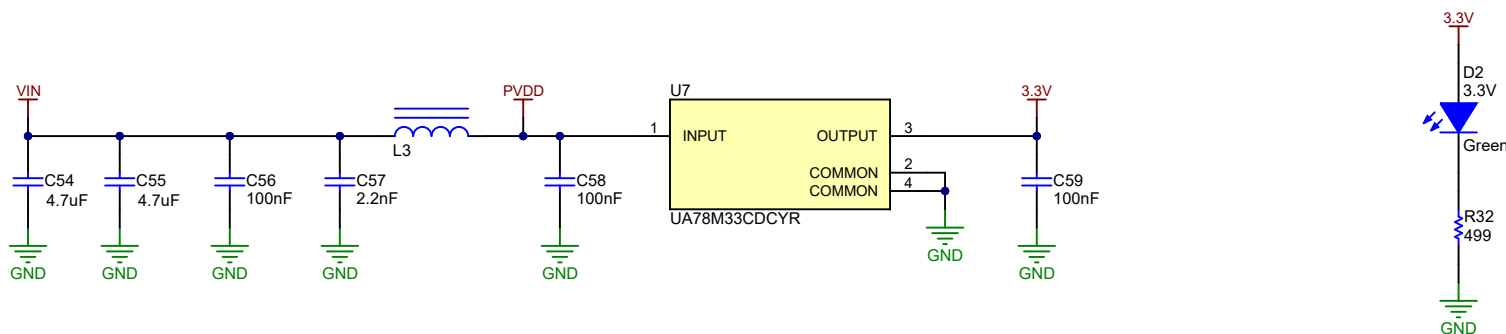 3.3V
D2
3.3V
Green
R32
499
GND
VIN
PVDD
U7
3.3V
L3
1
INPUT
OUTPUT
3
COMMON
2
COMMON
4
UA78M33CDCYR
C54
4.7uF
C55
4.7uF
C56
100nF
C57
2.2nF
C58
100nF
C59
100nF
GND
GND
GND
GND
GND
GND
GND